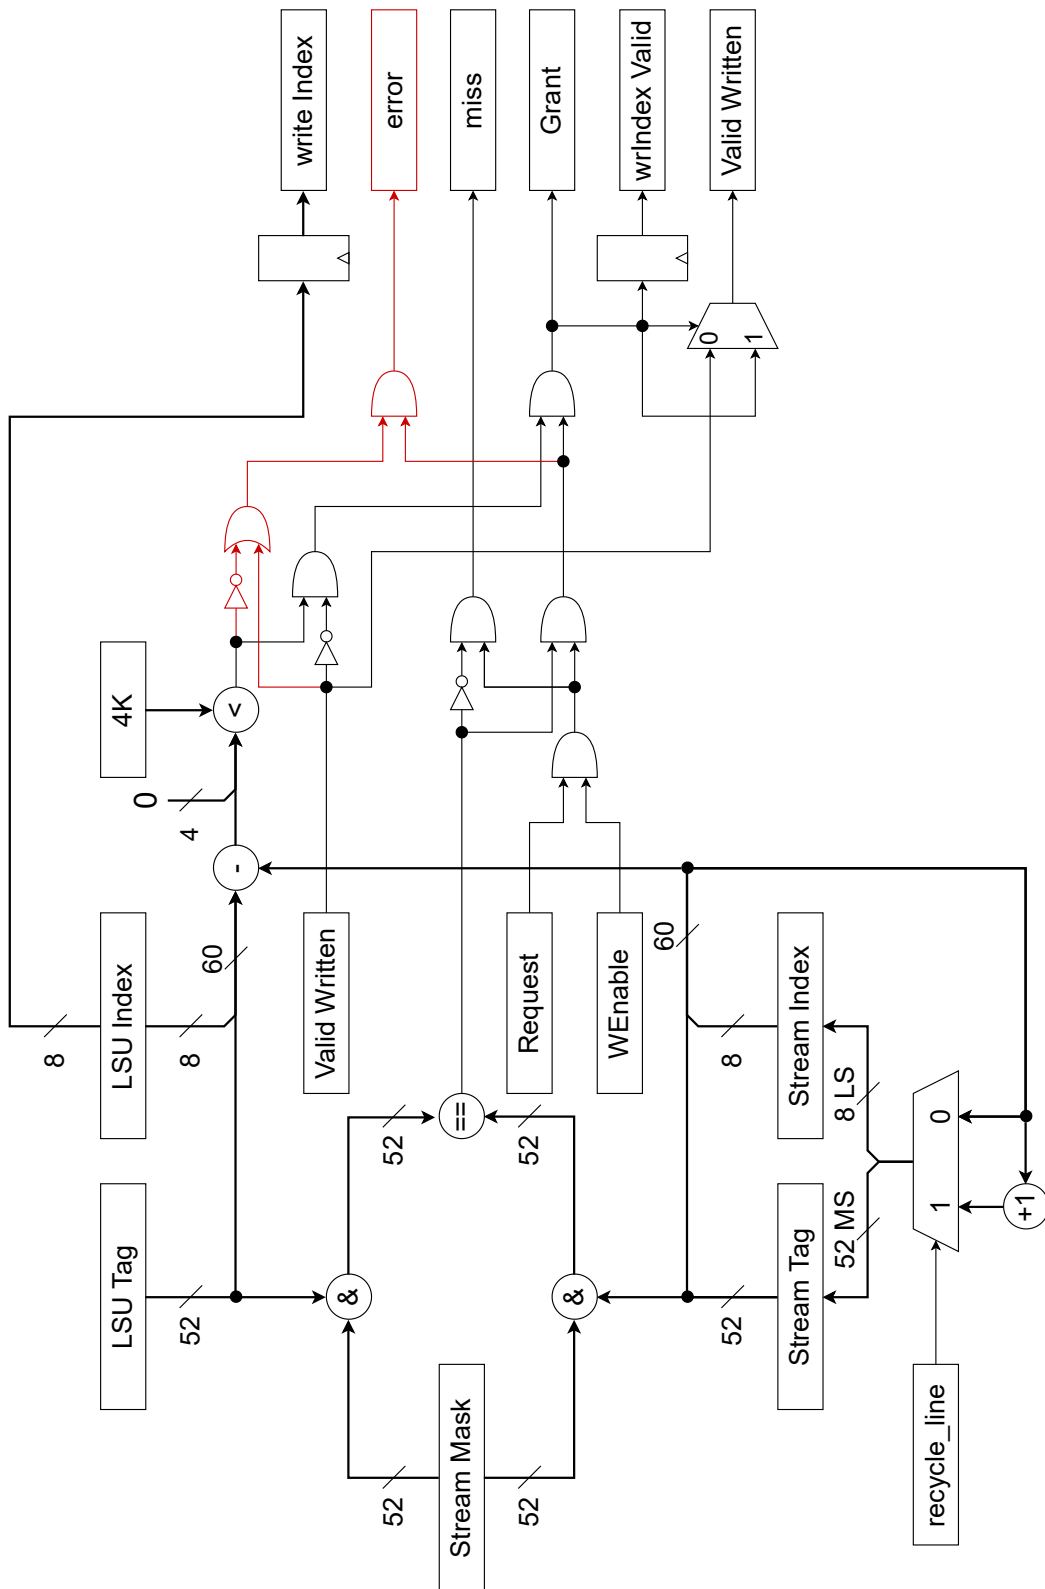 write Index
error
miss
Grant
wrIndex Valid
Valid Written
0
1
4K
<
0
4
-
LSU Index
8
8
60
Valid Written
Request
WEnable
60
Stream Index
8
8 LS
LSU Tag
52
&
52
==
52
&
Stream Tag
52
52 MS
0
1
+1
Stream Mask
52
52
recycle_line